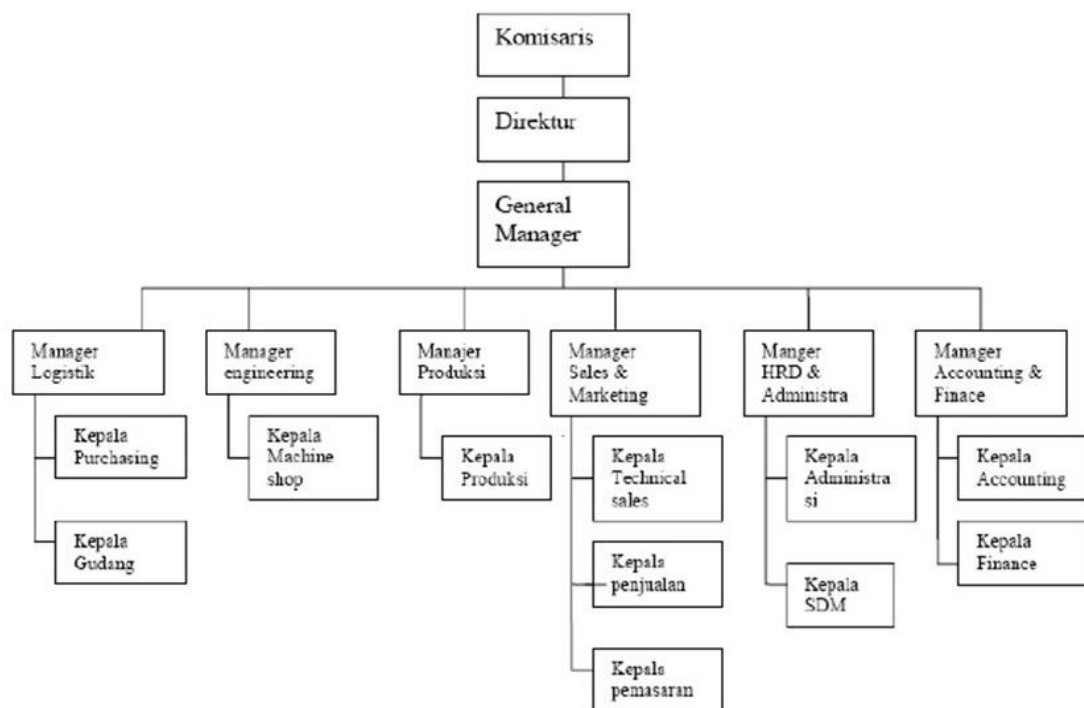 Komisaris
Direktur
General
Manager
Manager
Logistik
Manager
engineering
Manajer
Produksi
Manager
Sales &
Marketing
Manger
HRD &
Administra
Manager
Accounting &
Finace
Kepala
Purchasing
Kepala
Machine
shop
Kepala
Produksi
Kepala
Technical
sales
Kepala
Administra
si
Kepala
Accounting
Kepala
Gudang
Kepala
penjualan
Kepala
SDM
Kepala
Finance
Kepala
pemasaran